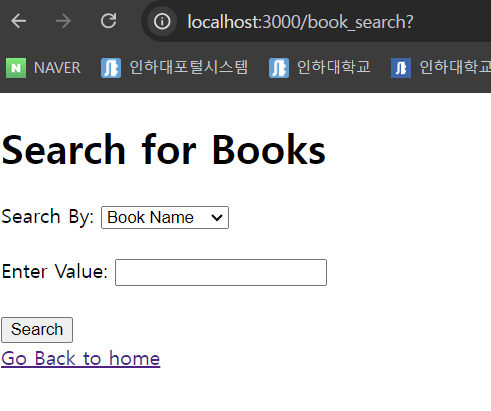 localhost:3000/book_search?
N NAVER 인하대포털시스템 인하대학교 인하대학교
Search for Books
Search By: Book Name
Enter Value:
Search
Go Back to home